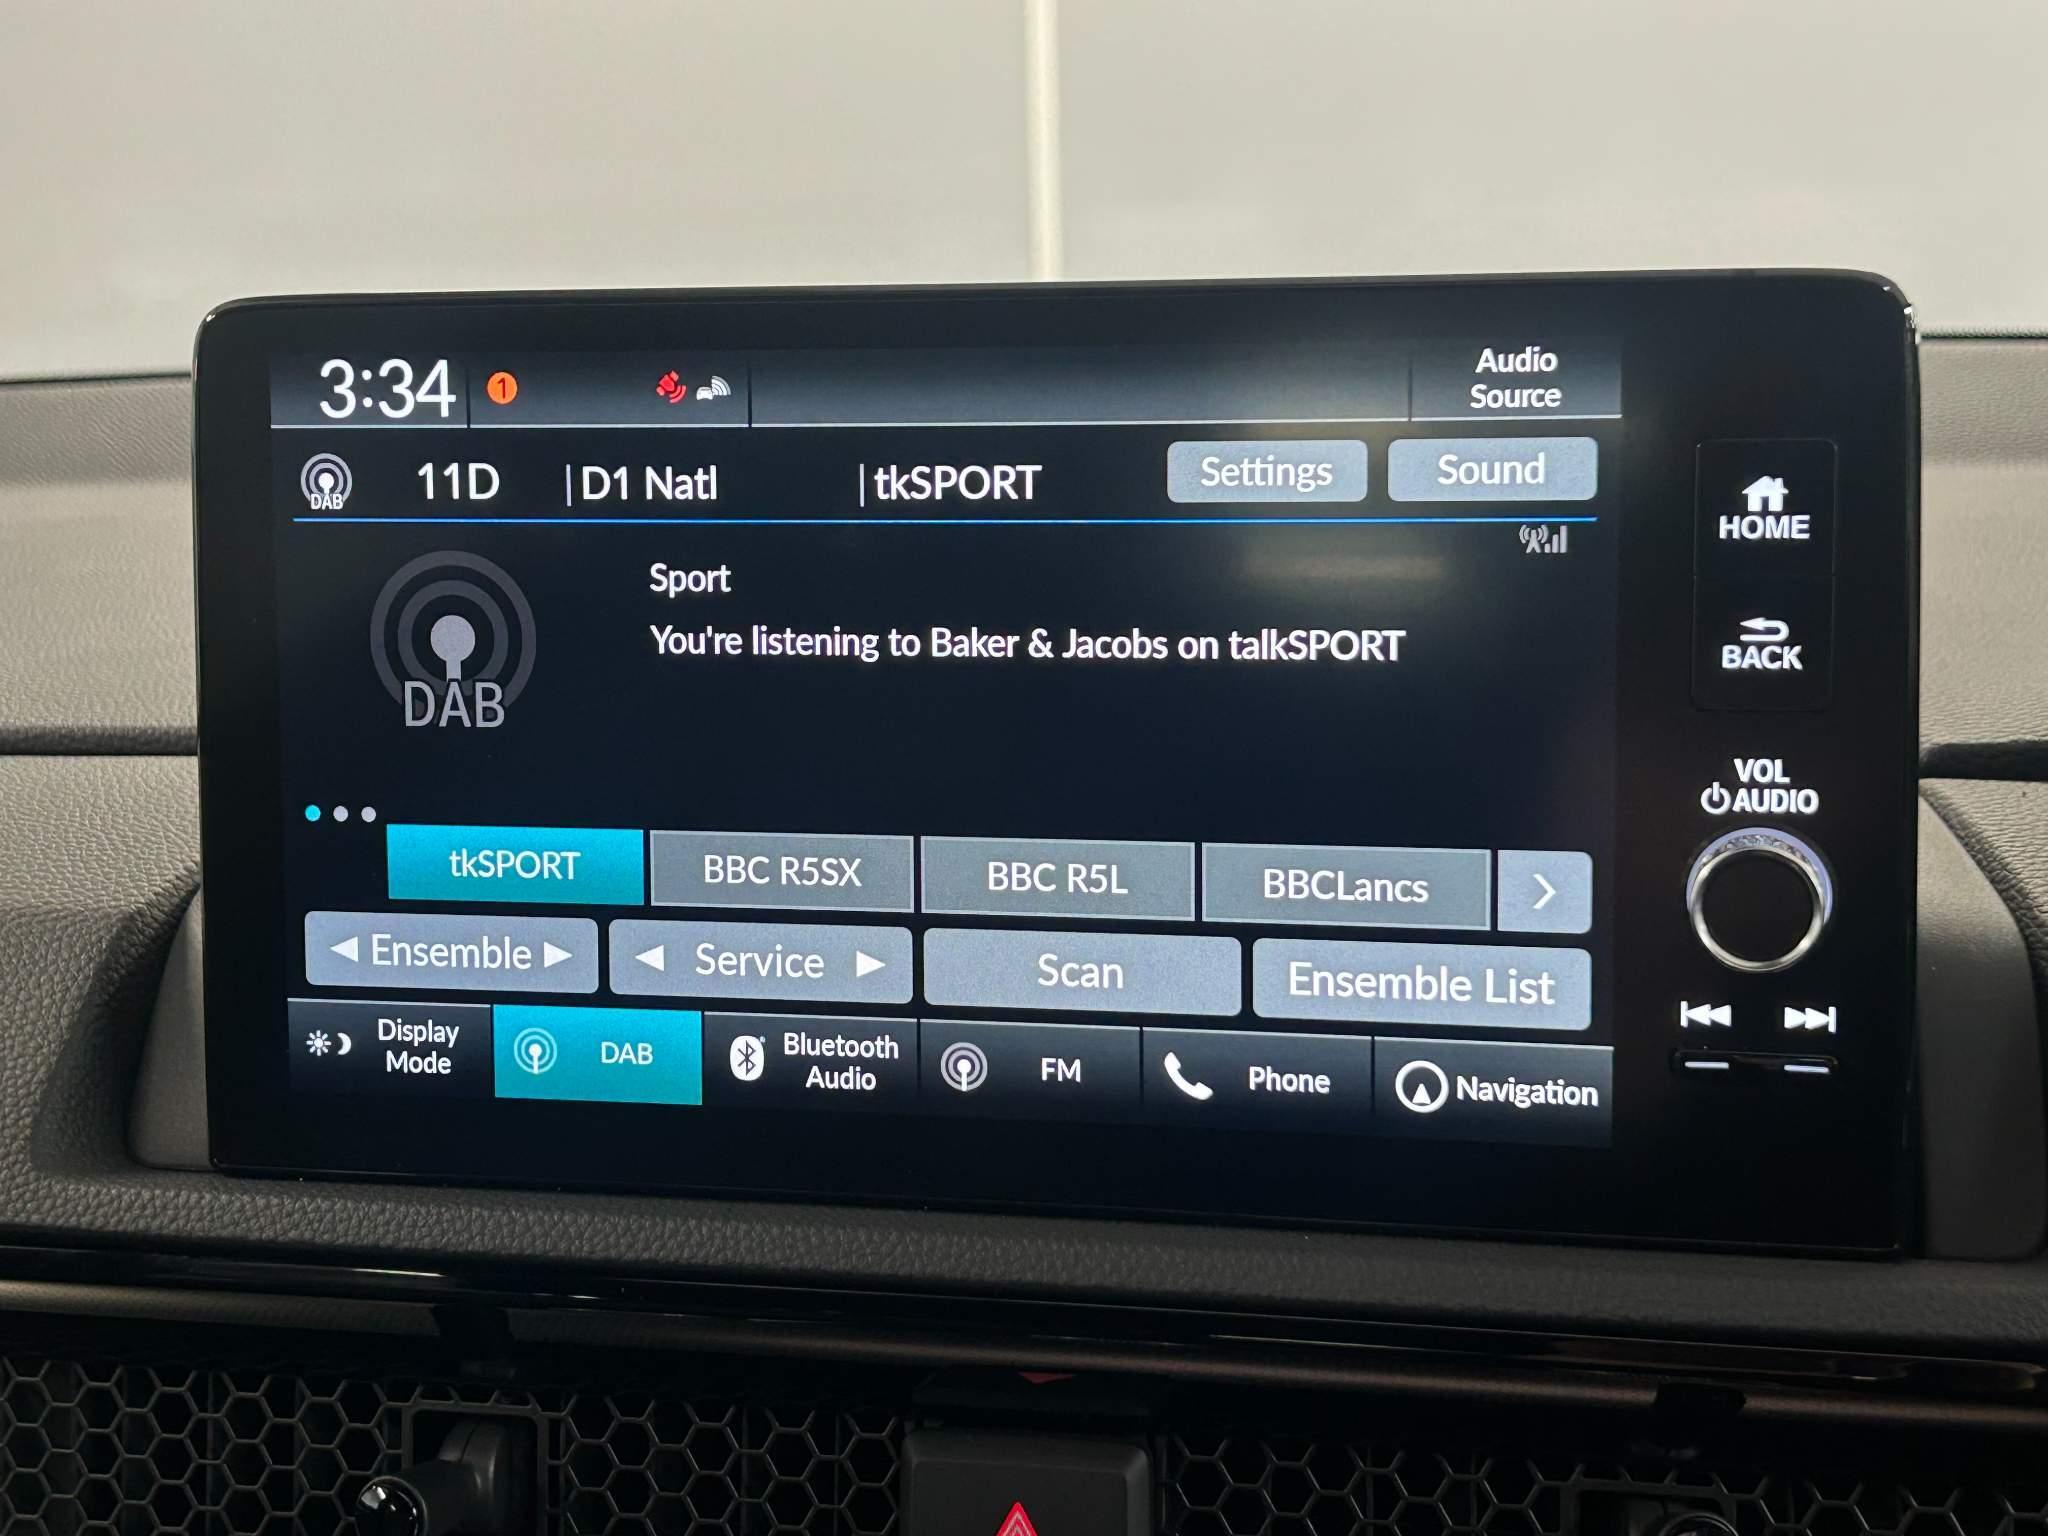 3:34
1
Audio
Source
DAB
11D
D1 Natl
tkSPORT
Settings
Sound
Sport
You're listening to Baker & Jacobs on talkSPORT
DAB
tkSPORT
BBC R5SX
BBC R5L
BBCLancs
Ensemble
Service
Scan
Ensemble List
Display
Mode
DAB
Bluetooth
Audio
FM
Phone
Navigation
HOME
BACK
VOL
AUDIO